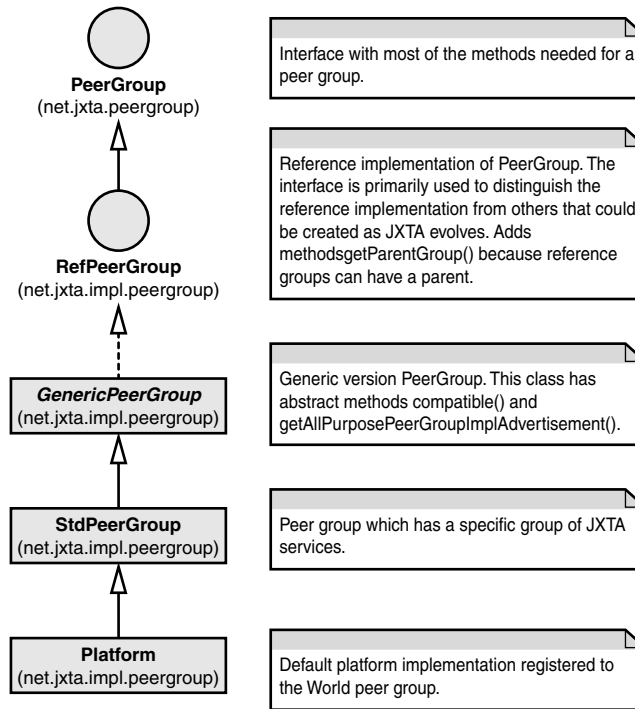 PeerGroup
(net.jxta.peergroup)
Interface with most of the methods needed for a
peer group.
RefPeerGroup
(net.jxta.impl.peergroup)
Reference implementation of PeerGroup. The
interface is primarily used to distinguish the
reference implementation from others that could
be created as JXTA evolves. Adds
methodsgetParentGroup() because reference
groups can have a parent.
GenericPeerGroup
(net.jxta.impl.peergroup)
Generic version PeerGroup. This class has
abstract methods compatible() and
getAllPurposePeerGroupImplAdvertisement().
StdPeerGroup
(net.jxta.impl.peergroup)
Peer group which has a specific group of JXTA
services.
Platform
(net.jxta.impl.peergroup)
Default platform implementation registered to
the World peer group.